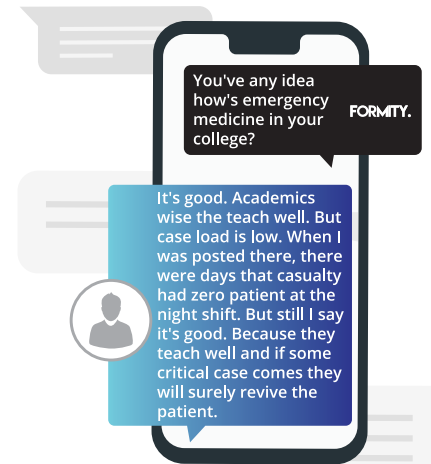 You've any idea
how's emergency
medicine in your
college?
FORMITY.
It's good. Academics
wise the teach well. But
case load is low. When I
was posted there, there
were days that casualty
had zero patient at the
night shift. But still I say
it's good. Because they
teach well and if some
critical case comes they
will surely revive the
patient.